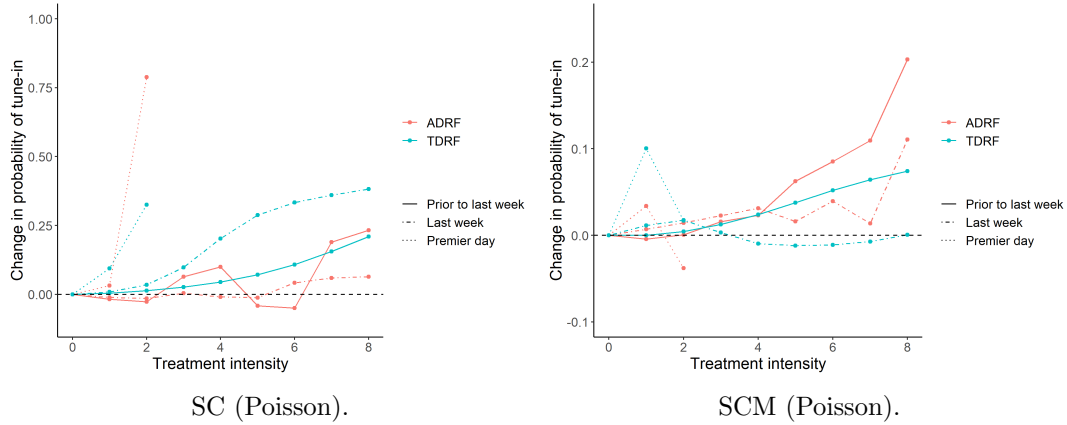 Change in probability of tune-in
1.00
0.75
0.50
0.25
0.00
0
2
4
6
8
Treatment intensity
ADRF
TDRF
Prior to last week
Last week
Premier day
SC (Poisson).
Change in probability of tune-in
0.2
0.1
0.0
-0.1
0
2
4
6
8
Treatment intensity
ADRF
TDRF
Prior to last week
Last week
Premier day
SCM (Poisson).